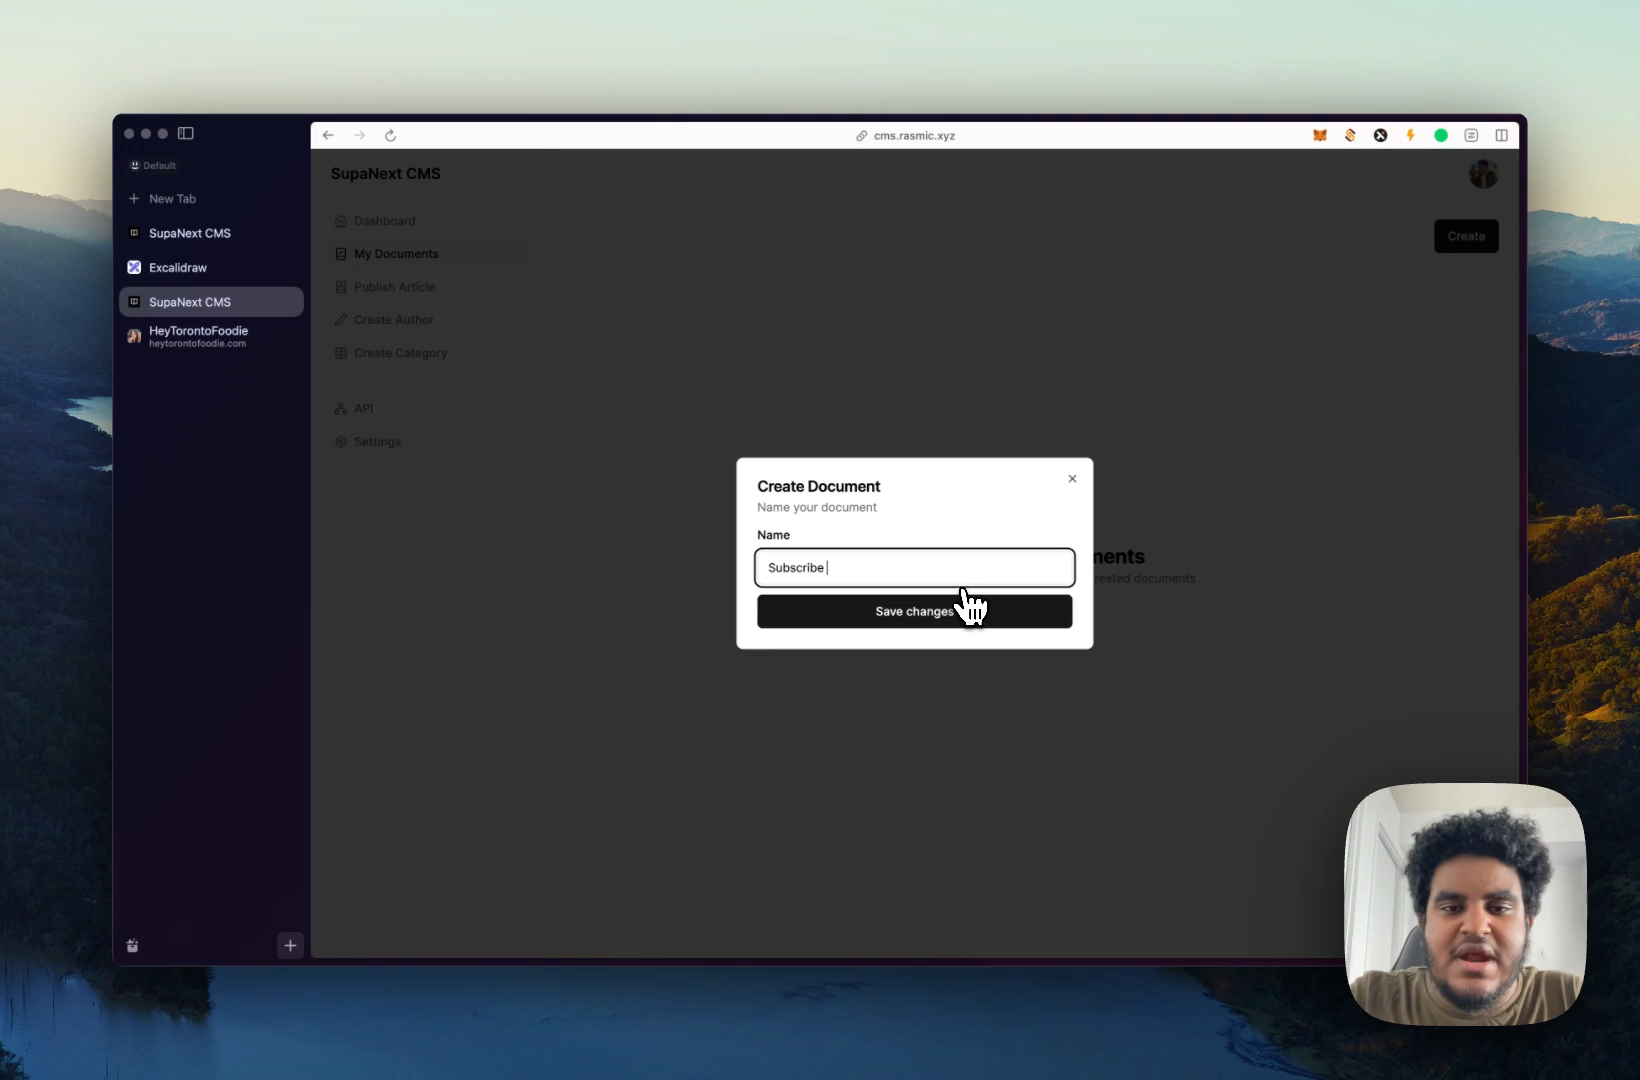 Default
New Tab
SupaNext CMS
Excalidraw
SupaNext CMS
HeyTorontoFoodie
heytorontofoodie.com
cms.rasmic.xyz
SupaNext CMS
Dashboard
My Documents
Publish Article
Create Author
Create Category
API
Settings
Create
Create Document
Name your document
Name
Subscribe
Save changes
ments
reated documents